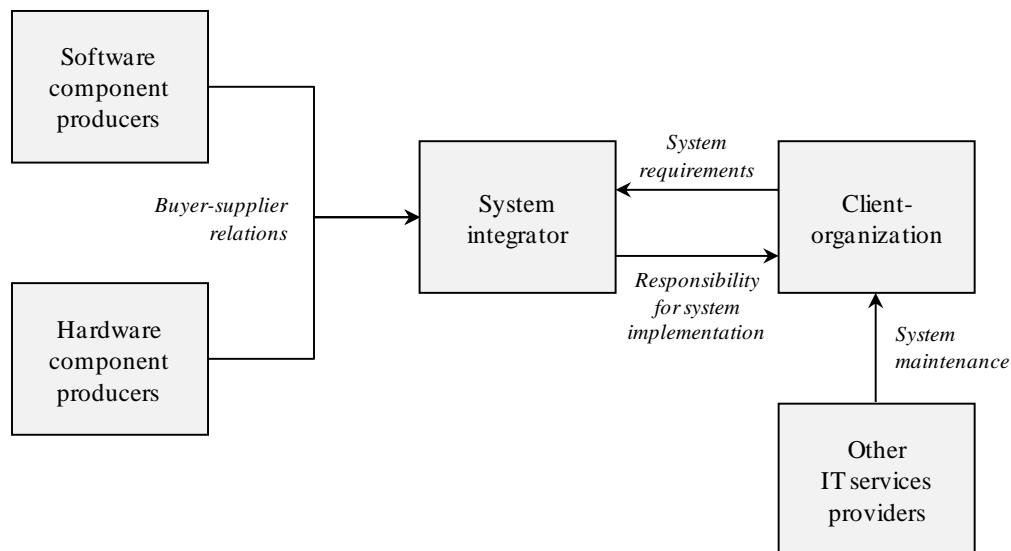 Software
component
producers
Buyer-supplier
relations
Hardware
component
producers
System
integrator
System
requirements
Responsibility
for system
implementation
Client-
organization
System
maintenance
Other
IT services
providers